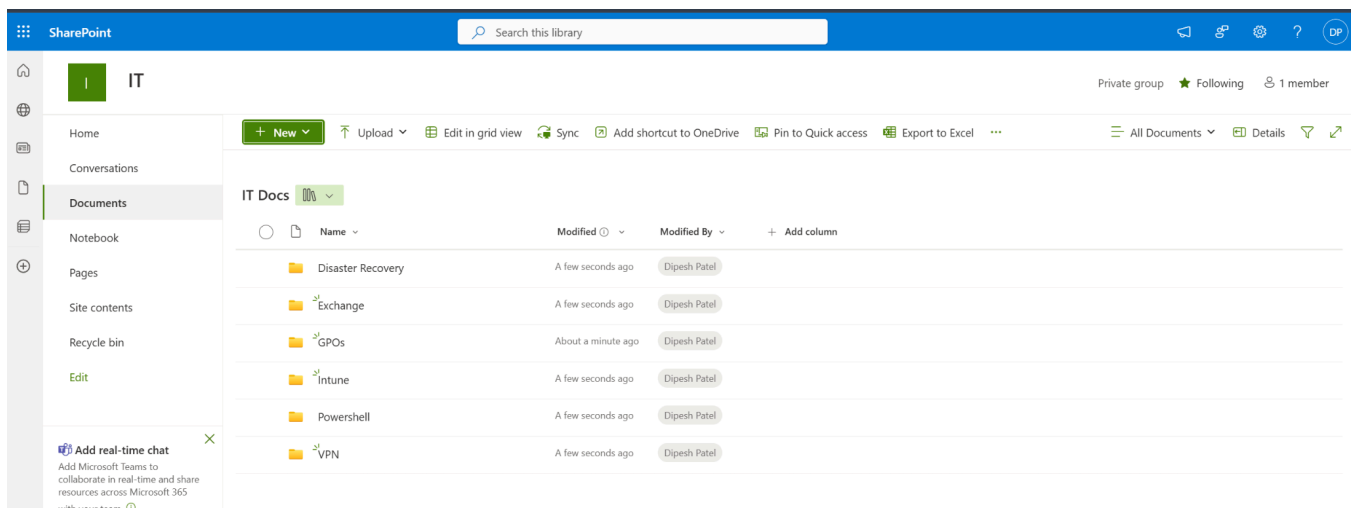 SharePoint
Search this library
DP
I
IT
Private group
Following
1 member
Home
Conversations
Documents
Notebook
Pages
Site contents
Recycle bin
Edit
Add real-time chat
Add Microsoft Teams to
collaborate in real-time and share
resources across Microsoft 365
with your team
+ New
Upload
Edit in grid view
Sync
Add shortcut to OneDrive
Pin to Quick access
Export to Excel
...
All Documents
Details
IT Docs
Name
Modified
Modified By
+ Add column
Disaster Recovery A few seconds ago Dipesh Patel
Exchange A few seconds ago Dipesh Patel
GPOs About a minute ago Dipesh Patel
Intune A few seconds ago Dipesh Patel
Powershell A few seconds ago Dipesh Patel
VPN A few seconds ago Dipesh Patel